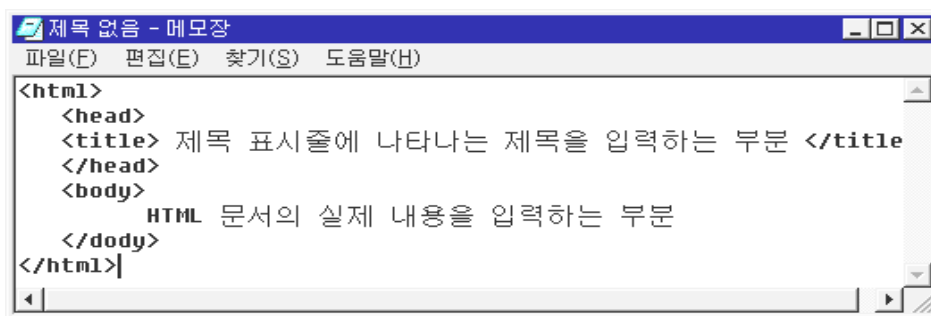 제목 없음 - 메모장
파일(F) 편집(E) 찾기(S) 도움말(H)
<html>
<head>
<title> 제목 표시줄에 나타나는 제목을 입력하는 부분 </title
</head>
<body>
HTML 문서의 실제 내용을 입력하는 부분
</dody>
</html>